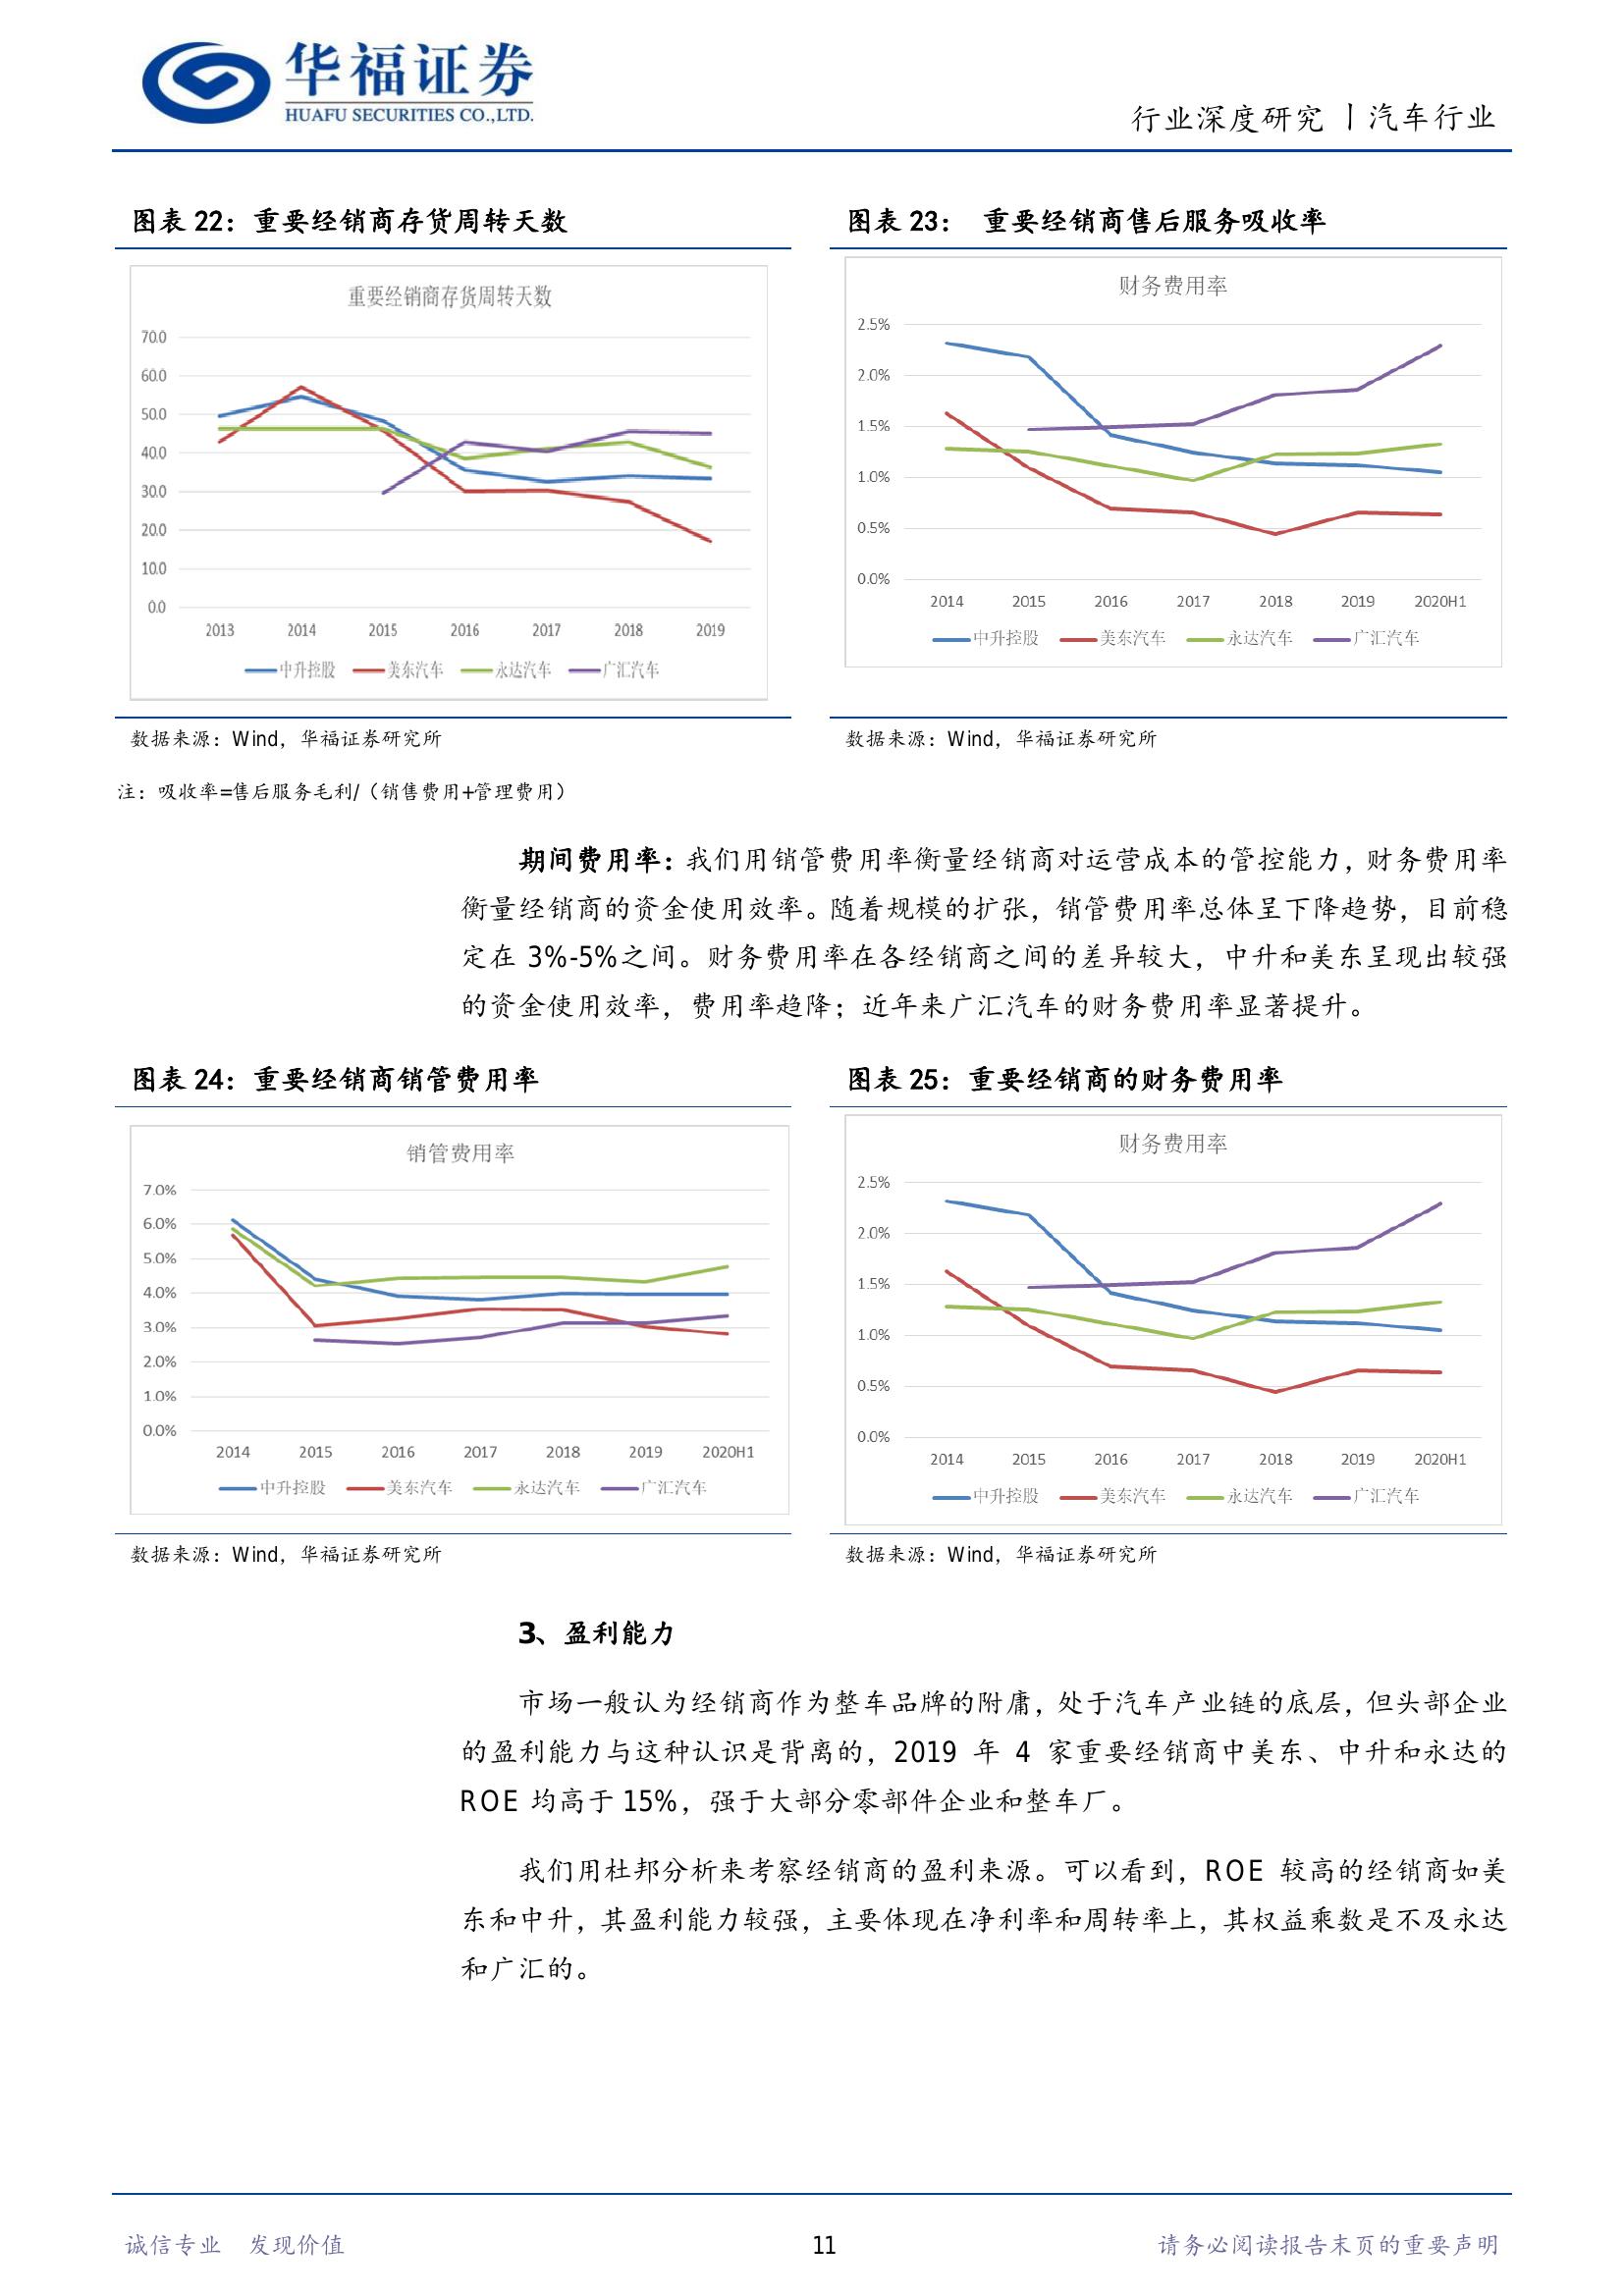 华福证券
HUAFU SECURITIES CO.,LTD.
行业深度研究 丨汽车行业
图表 22：重要经销商存货周转天数
重要经销商存货周转天数
70.0
60.0
50.0
40.0
30.0
20.0
10.0
0.0
2013 2014 2015 2016 2017 2018 2019
中升控股 美东汽车 永达汽车 广汇汽车
数据来源：Wind，华福证券研究所
图表 23： 重要经销商售后服务吸收率
财务费用率
2.5%
2.0%
1.5%
1.0%
0.5%
0.0%
2014 2015 2016 2017 2018 2019 2020H1
中升控股 美东汽车 永达汽车 广汇汽车
数据来源：Wind，华福证券研究所
注：吸收率=售后服务毛利/（销售费用+管理费用）
期间费用率：我们用销管费用率衡量经销商对运营成本的管控能力，财务费用率
衡量经销商的资金使用效率。随着规模的扩张，销管费用率总体呈下降趋势，目前稳
定在 3%-5%之间。财务费用率在各经销商之间的差异较大，中升和美东呈现出较强
的资金使用效率，费用率趋降；近年来广汇汽车的财务费用率显著提升。
图表 24：重要经销商销管费用率
销管费用率
7.0%
6.0%
5.0%
4.0%
3.0%
2.0%
1.0%
0.0%
2014 2015 2016 2017 2018 2019 2020H1
中升控股 美东汽车 永达汽车 广汇汽车
数据来源：Wind，华福证券研究所
图表 25：重要经销商的财务费用率
财务费用率
2.5%
2.0%
1.5%
1.0%
0.5%
0.0%
2014 2015 2016 2017 2018 2019 2020H1
中升控股 美东汽车 永达汽车 广汇汽车
数据来源：Wind，华福证券研究所
3、盈利能力
市场一般认为经销商作为整车品牌的附庸，处于汽车产业链的底层，但头部企业
的盈利能力与这种认识是背离的，2019 年 4 家重要经销商中美东、中升和永达的
ROE 均高于 15%，强于大部分零部件企业和整车厂。
我们用杜邦分析来考察经销商的盈利来源。可以看到，ROE 较高的经销商如美
东和中升，其盈利能力较强，主要体现在净利率和周转率上，其权益乘数是不及永达
和广汇的。
诚信专业 发现价值
11
请务必阅读报告末页的重要声明